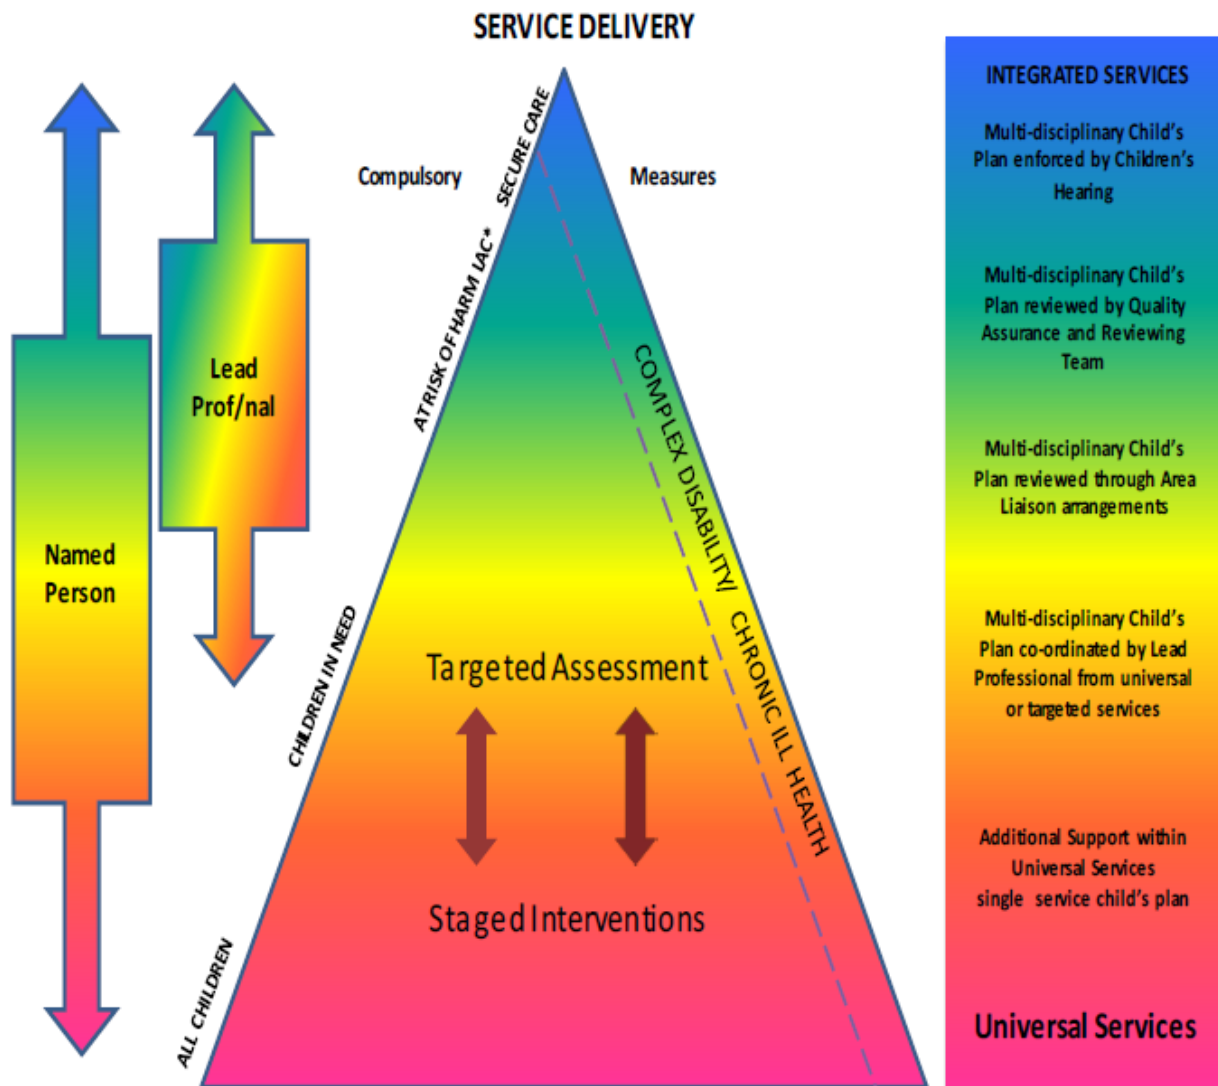 SERVICE DELIVERY
Named
Person
Lead
Prof/nal
Compulsory
Measures
SECURE CARE
AT RISK OF HARM LAC*
CHILDREN IN NEED
ALL CHILDREN
COMPLEX DISABILITY/ CHRONIC ILL HEALTH
Targeted Assessment
Staged Interventions
INTEGRATED SERVICES
Multi-disciplinary Child's
Plan enforced by Children's
Hearing
Multi-disciplinary Child's
Plan reviewed by Quality
Assurance and Reviewing
Team
Multi-disciplinary Child's
Plan reviewed through Area
Liaison arrangements
Multi-disciplinary Child's
Plan co-ordinated by Lead
Professional from universal
or targeted services
Additional Support within
Universal Services
single service child's plan
Universal Services